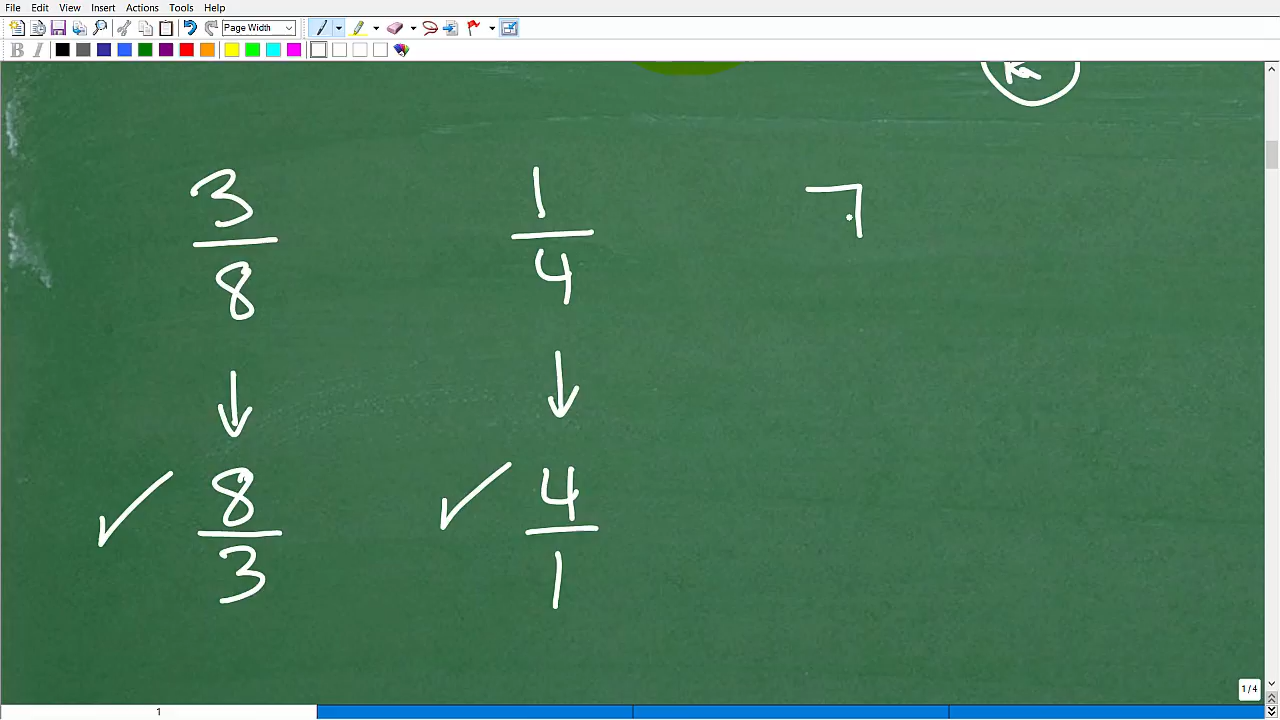 File Edit View Insert Actions Tools Help
Page Width
B I
3/8 1/4 7
↓ ↓
✓ 8/3 ✓ 4/1
1/4
1